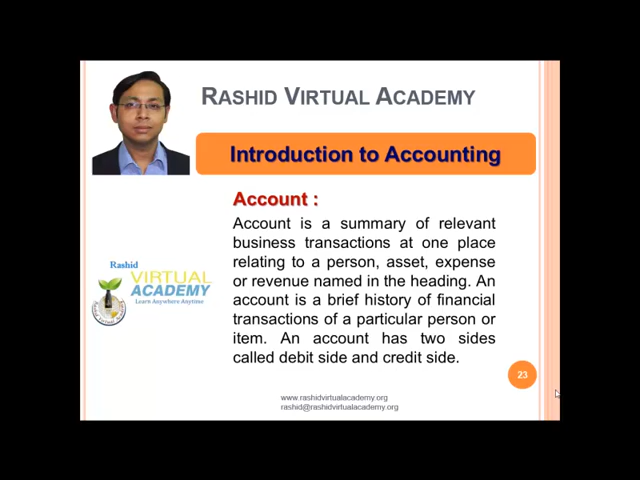 RASHID VIRTUAL ACADEMY
Introduction to Accounting
Account :
Account is a summary of relevant
business transactions at one place
relating to a person, asset, expense
or revenue named in the heading. An
account is a brief history of financial
transactions of a particular person or
item. An account has two sides
called debit side and credit side.
Rashid
VIRTUAL
ACADEMY
Learn Anywhere Anytime
23
www.rashidvirtualacademy.org
rashid@rashidvirtualacademy.org